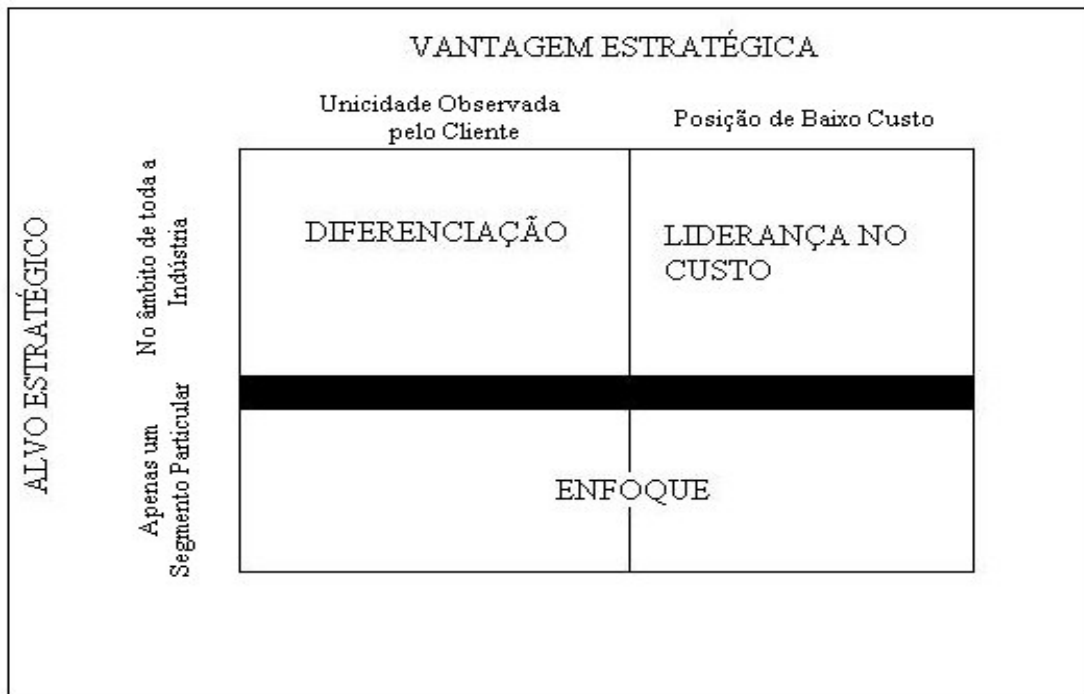 VANTAGEM ESTRATÉGICA
Unicidade Observada
pelo Cliente
Posição de Baixo Custo
ALVO ESTRATÉGICO
No âmbito de toda a
Indústria
DIFERENCIAÇÃO
LIDERANÇA NO
CUSTO
Apenas um
Segmento Particular
ENFOQUE